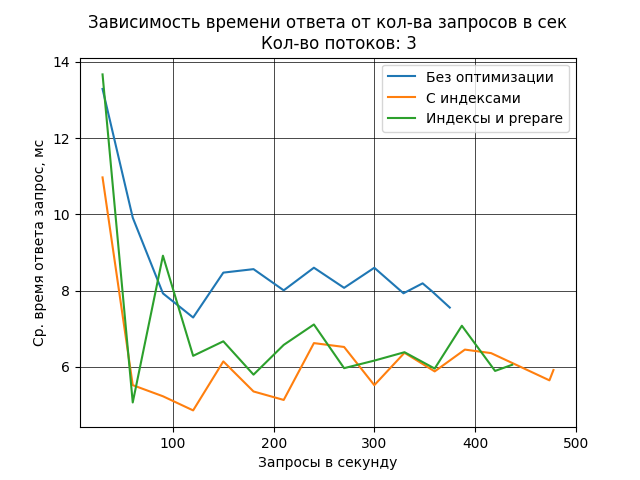 Зависимость времени ответа от кол-ва запросов в сек
Кол-во потоков: 3
14
12
10
8
6
Ср. время ответа запрос, мс
Без оптимизации
С индексами
Индексы и prepare
100
200
300
400
500
Запросы в секунду